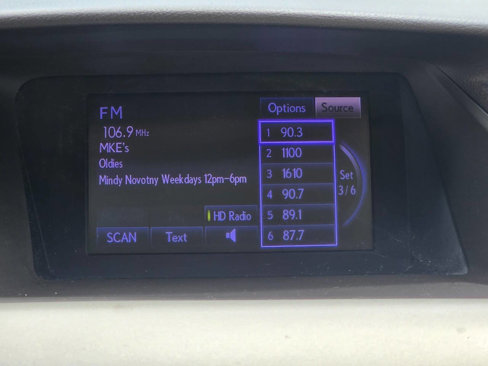 FM
Options
Source
106.9 MHz
MKE's
Oldies
Mindy Novotny Weekdays 12pm-6pm
1 90.3
2 1100
3 1610
4 90.7
5 89.1
6 87.7
Set
3/6
HD Radio
SCAN
Text